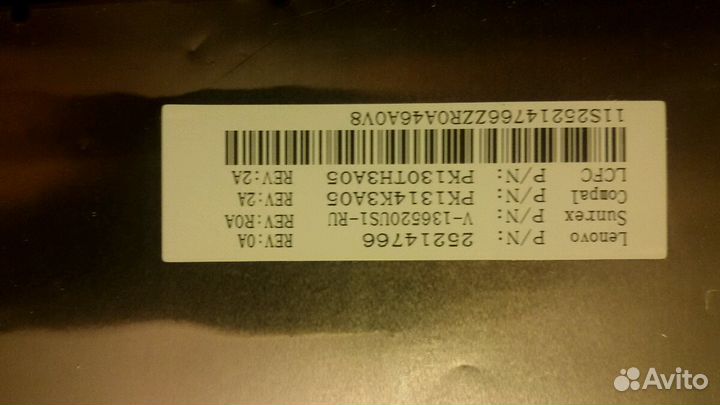 Lenovo P/N: 25214766 REV:0A
Sunrex P/N: V-136520US1-RU REV:R0A
Compal P/N: PK1314K3A05 REV:2A
LCFC P/N: PK130TH3A05 REV:2A
11S25214766ZZR0A46A0V8
Avito